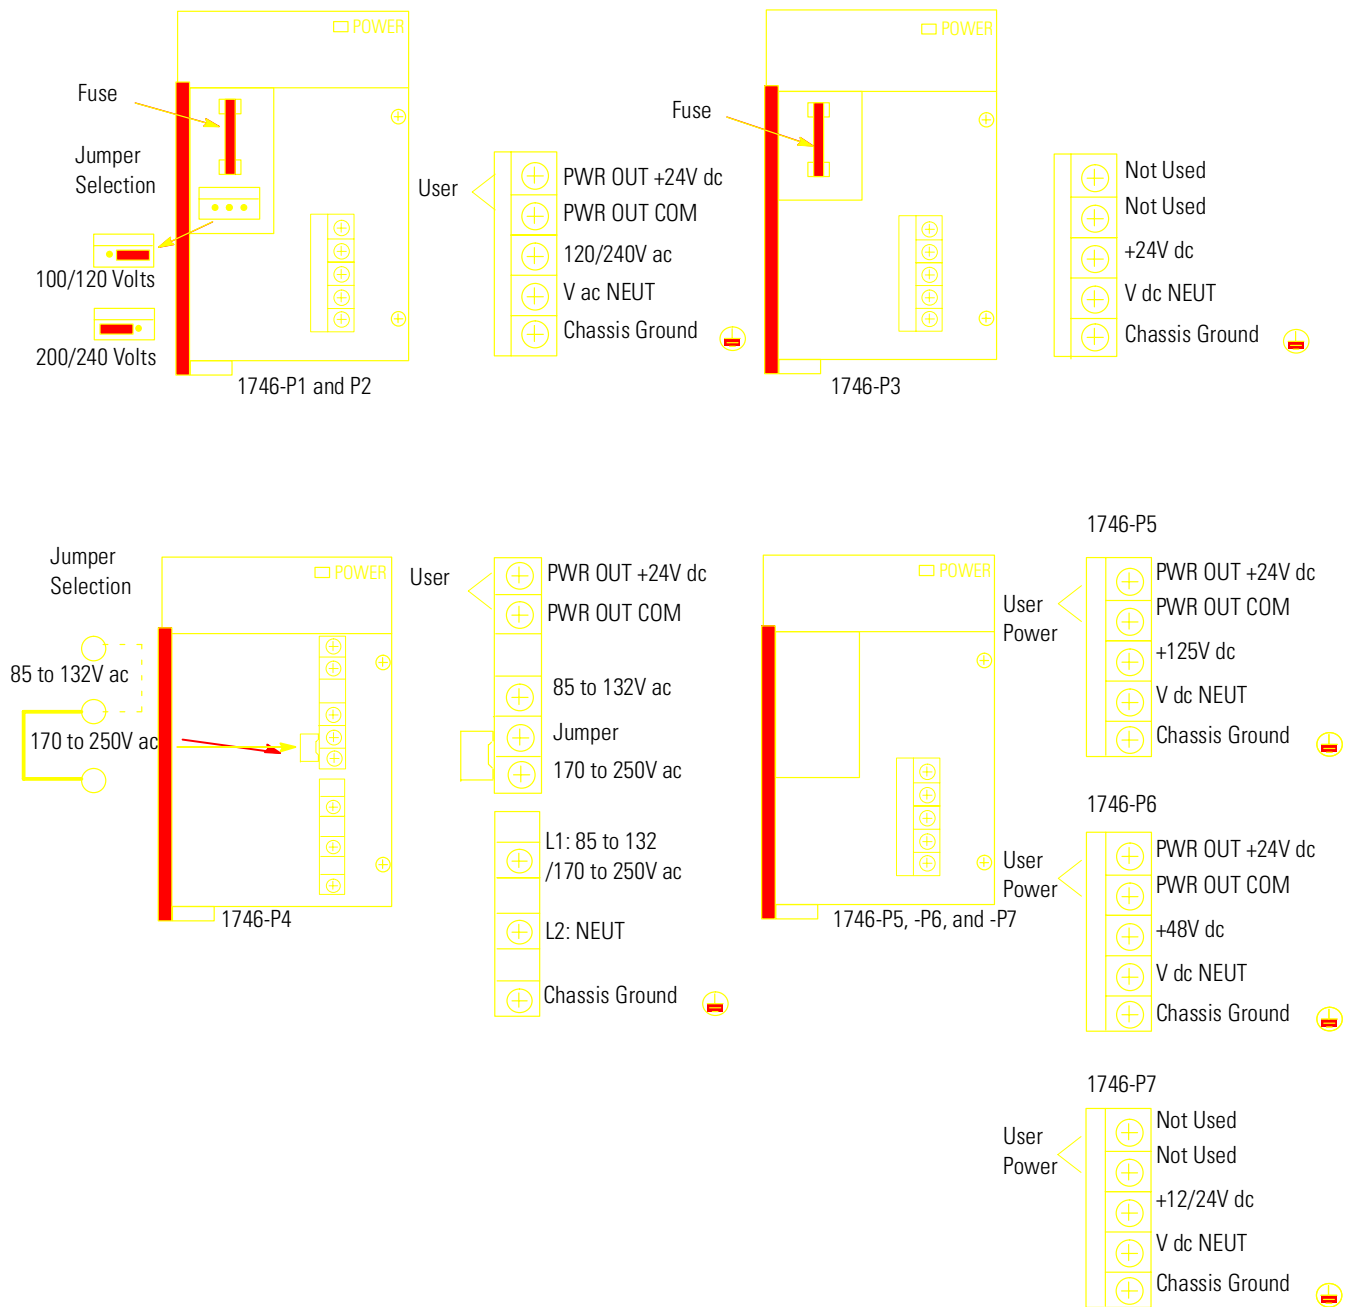 POWER
Fuse
Jumper
Selection
100/120 Volts
200/240 Volts
1746-P1 and P2
User
PWR OUT +24V dc
PWR OUT COM
120/240V ac
V ac NEUT
Chassis Ground
POWER
Fuse
1746-P3
Not Used
Not Used
+24V dc
V dc NEUT
Chassis Ground
Jumper
Selection
85 to 132V ac
170 to 250V ac
POWER
1746-P4
User
PWR OUT +24V dc
PWR OUT COM
85 to 132V ac
Jumper
170 to 250V ac
L1: 85 to 132
/170 to 250V ac
L2: NEUT
Chassis Ground
POWER
1746-P5, -P6, and -P7
1746-P5
User
Power
PWR OUT +24V dc
PWR OUT COM
+125V dc
V dc NEUT
Chassis Ground
1746-P6
User
Power
PWR OUT +24V dc
PWR OUT COM
+48V dc
V dc NEUT
Chassis Ground
1746-P7
User
Power
Not Used
Not Used
+12/24V dc
V dc NEUT
Chassis Ground